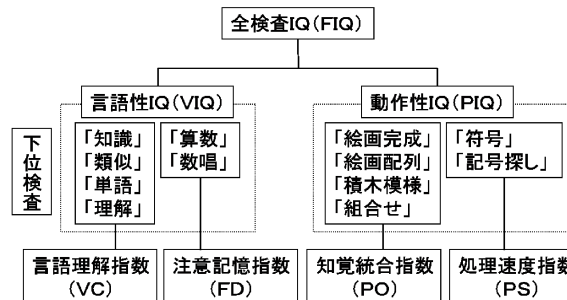 全検査IQ(FIQ)
言語性IQ(VIQ)
動作性IQ(PIQ)
下位検査
「知識」
「類似」
「単語」
「理解」
「算数」
「数唱」
「絵画完成」
「絵画配列」
「積木模様」
「組合せ」
「符号」
「記号探し」
言語理解指数
(VC)
注意記憶指数
(FD)
知覚統合指数
(PO)
処理速度指数
(PS)